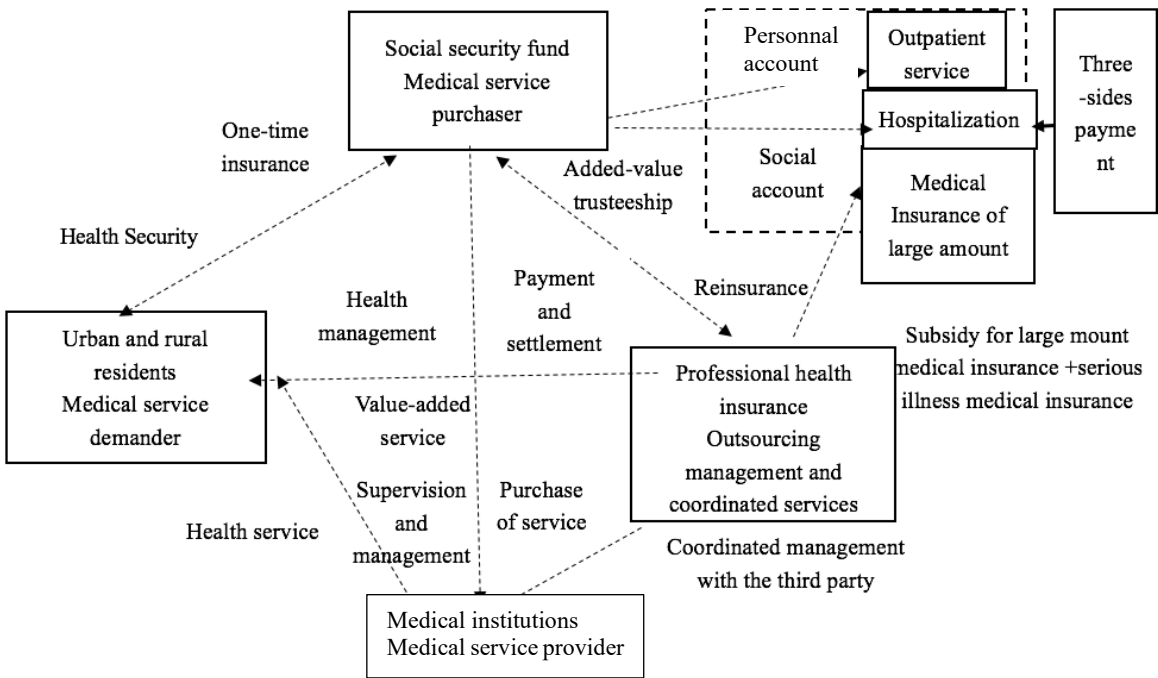 Social security fund
Medical service
purchaser
Personnal
account
Outpatient
service
Three
-sides
payme
nt
Hospitalization
One-time
insurance
Added-value
trusteeship
Social
account
Medical
Insurance of
large amount
Health Security
Health
management
Payment
and
settlement
Reinsurance
Urban and rural
residents
Medical service
demander
Professional health
insurance
Outsourcing
management and
coordinated services
Subsidy for large mount
medical insurance +serious
illness medical insurance
Value-added
service
Supervision
and
management
Purchase
of service
Health service
Coordinated management
with the third party
Medical institutions
Medical service provider